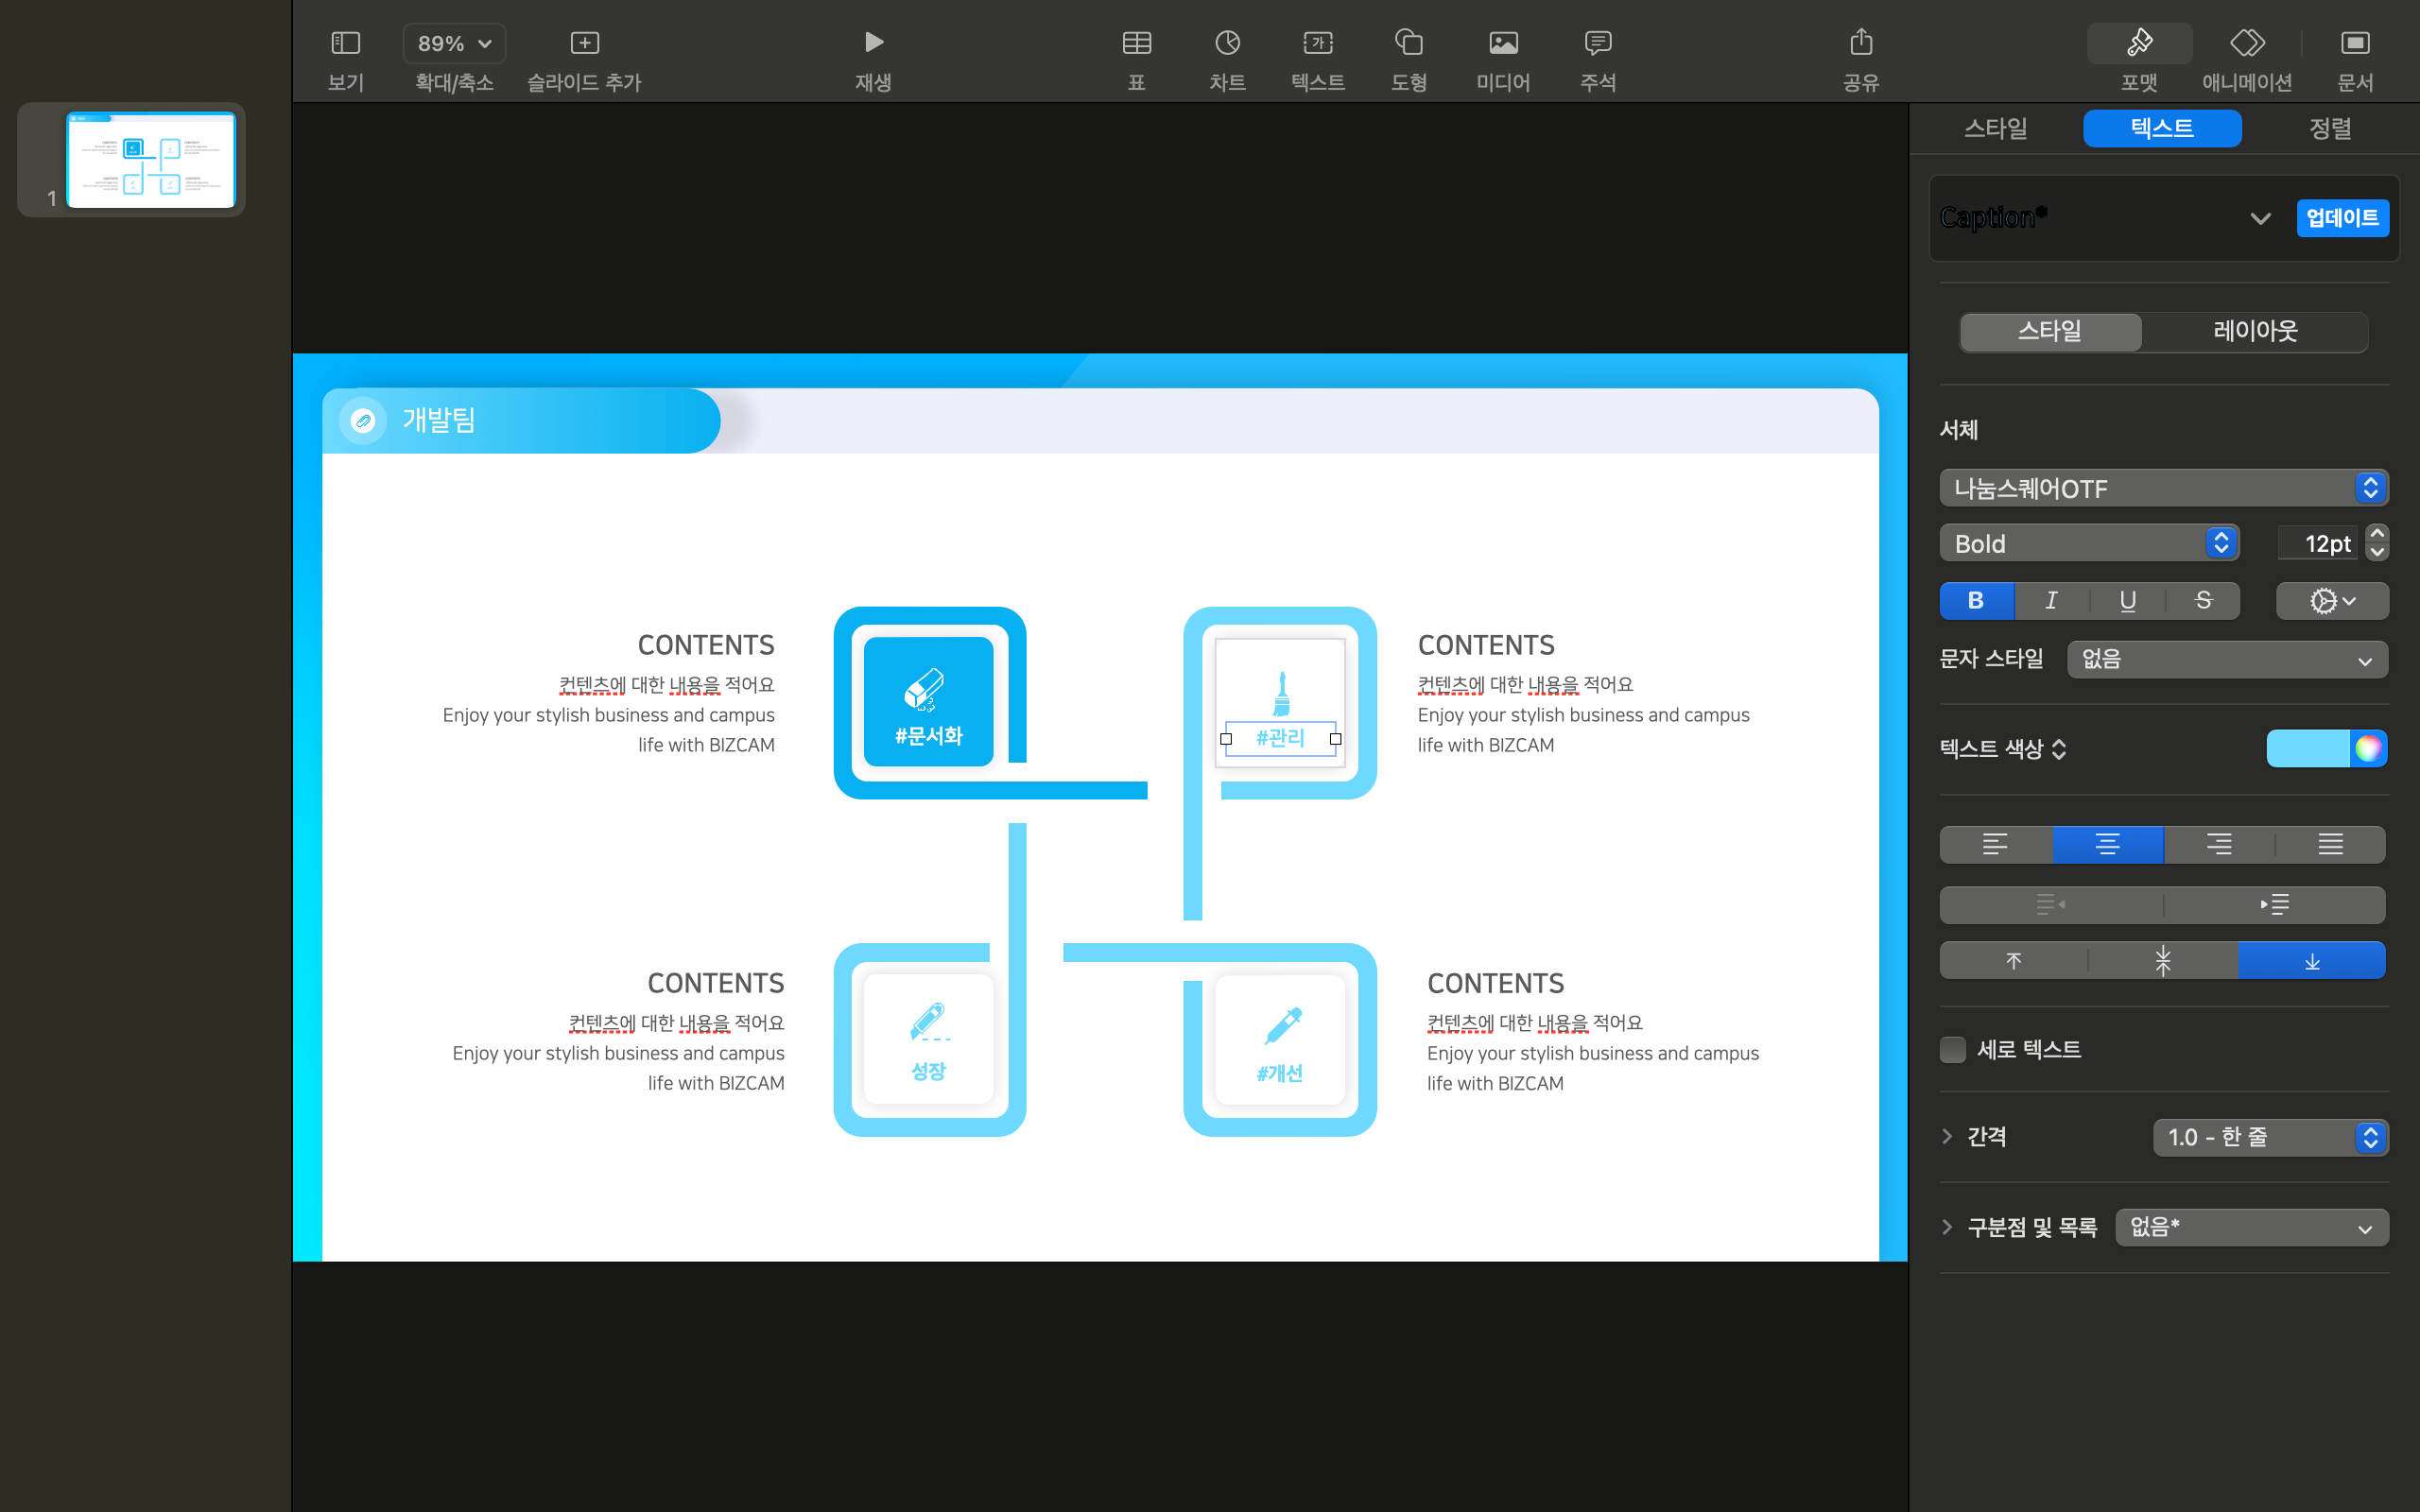 89%
보기
확대/축소
슬라이드 추가
재생
표
차트
텍스트
도형
미디어
주석
공유
포맷
애니메이션
문서
1
개발팀
CONTENTS
컨텐츠에 대한 내용을 적어요
Enjoy your stylish business and campus
life with BIZCAM
#문서화
#관리
CONTENTS
컨텐츠에 대한 내용을 적어요
Enjoy your stylish business and campus
life with BIZCAM
CONTENTS
컨텐츠에 대한 내용을 적어요
Enjoy your stylish business and campus
life with BIZCAM
성장
#개선
CONTENTS
컨텐츠에 대한 내용을 적어요
Enjoy your stylish business and campus
life with BIZCAM
스타일
텍스트
정렬
Caption*
업데이트
스타일
레이아웃
서체
나눔스퀘어OTF
Bold
12pt
B I U S
문자 스타일
없음
텍스트 색상
세로 텍스트
간격
1.0 - 한 줄
구분점 및 목록
없음*